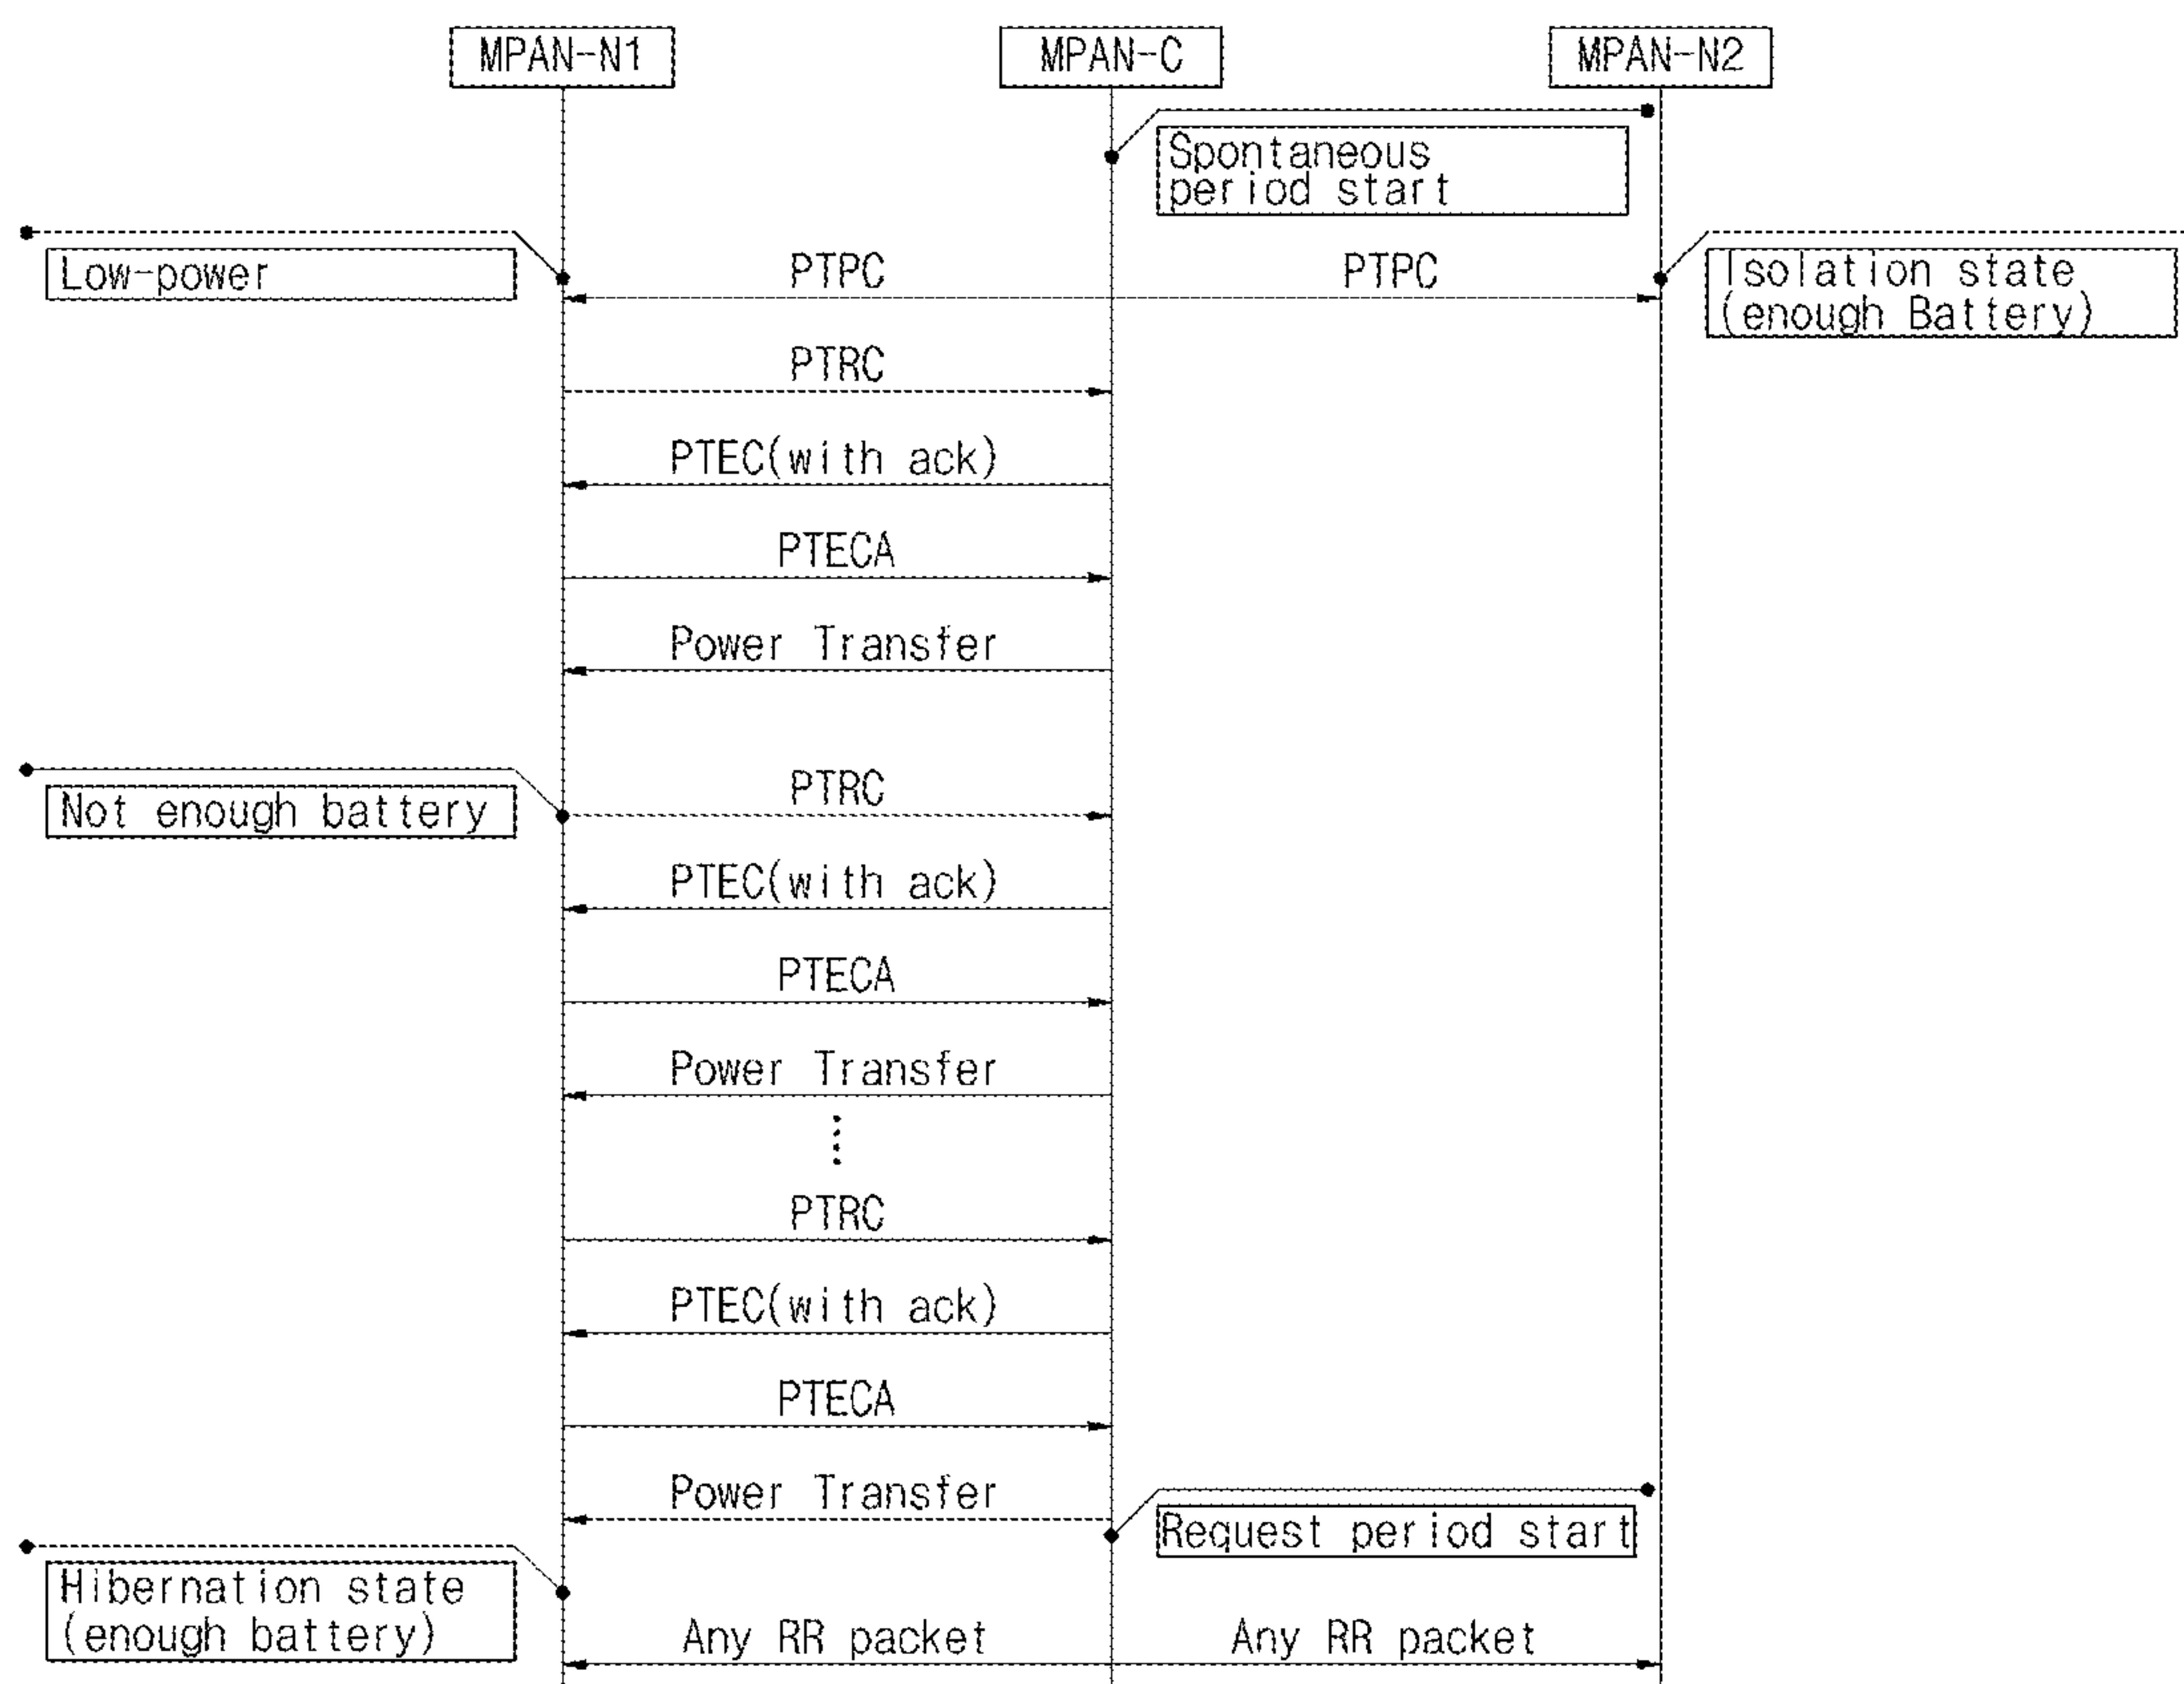 MPAN-N1
MPAN-C
MPAN-N2
Spontaneous
period start
Low-power
PTPC
PTPC
Isolation state
(enough Battery)
PTRC
PTEC(with ack)
PTECA
Power Transfer
Not enough battery
PTRC
PTEC(with ack)
PTECA
Power Transfer
PTRC
PTEC(with ack)
PTECA
Power Transfer
Request period start
Hibernation state
(enough battery)
Any RR packet
Any RR packet